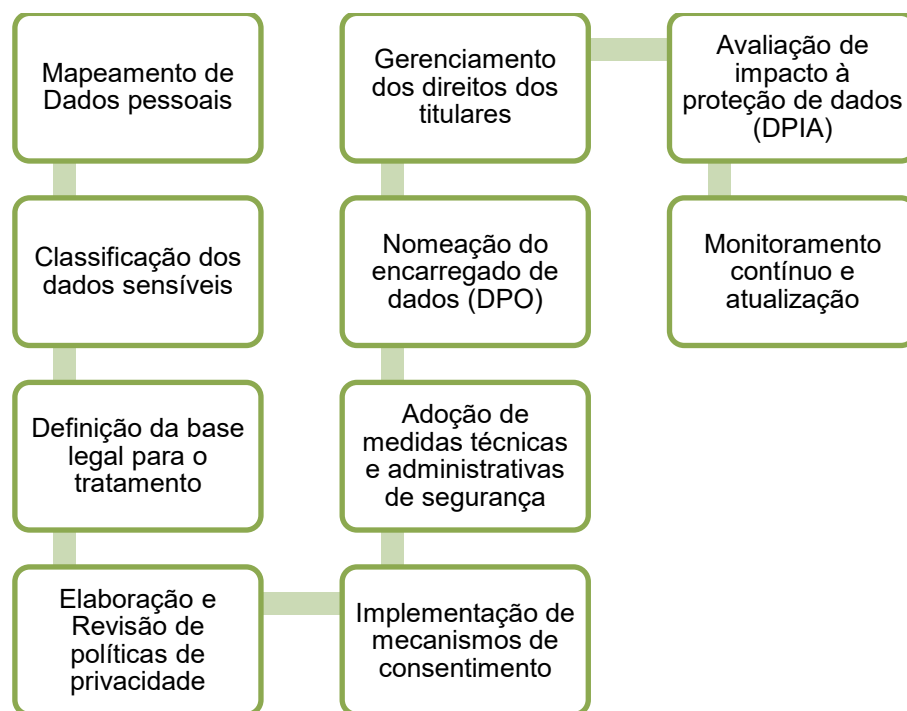 Mapeamento de
Dados pessoais
Classificação dos
dados sensíveis
Definição da base
legal para o
tratamento
Elaboração e
Revisão de
políticas de
privacidade
Implementação de
mecanismos de
consentimento
Adoção de
medidas técnicas
e administrativas
de segurança
Nomeação do
encarregado de
dados (DPO)
Gerenciamento
dos direitos dos
titulares
Avaliação de
impacto à
proteção de dados
(DPIA)
Monitoramento
contínuo e
atualização